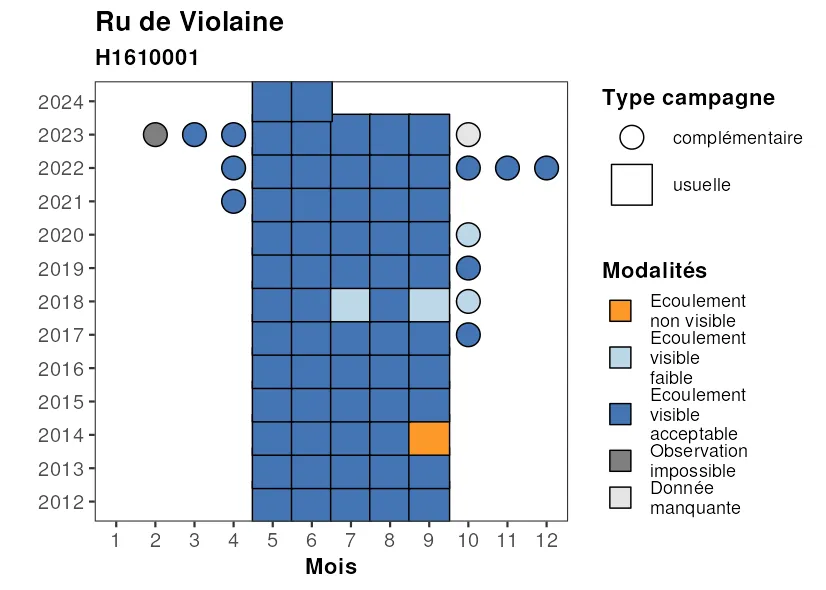 Ru de Violaine
H1610001
2024
2023
2022
2021
2020
2019
2018
2017
2016
2015
2014
2013
2012
1 2 3 4 5 6 7 8 9 10 11 12
Mois
Type campagne
complémentaire
usuelle
Modalités
Ecoulement
non visible
Ecoulement
visible
faible
Ecoulement
visible
acceptable
Observation
impossible
Donnée
manquante